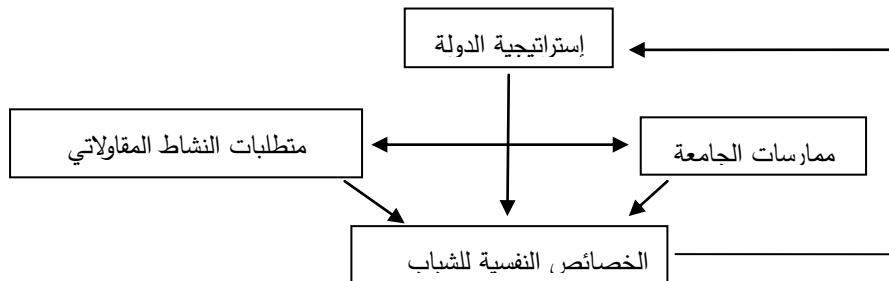 إستراتيجية الدولة
متطلبات النشاط المقاولاتي
ممارسات الجامعة
الخصائص النفسية للشباب